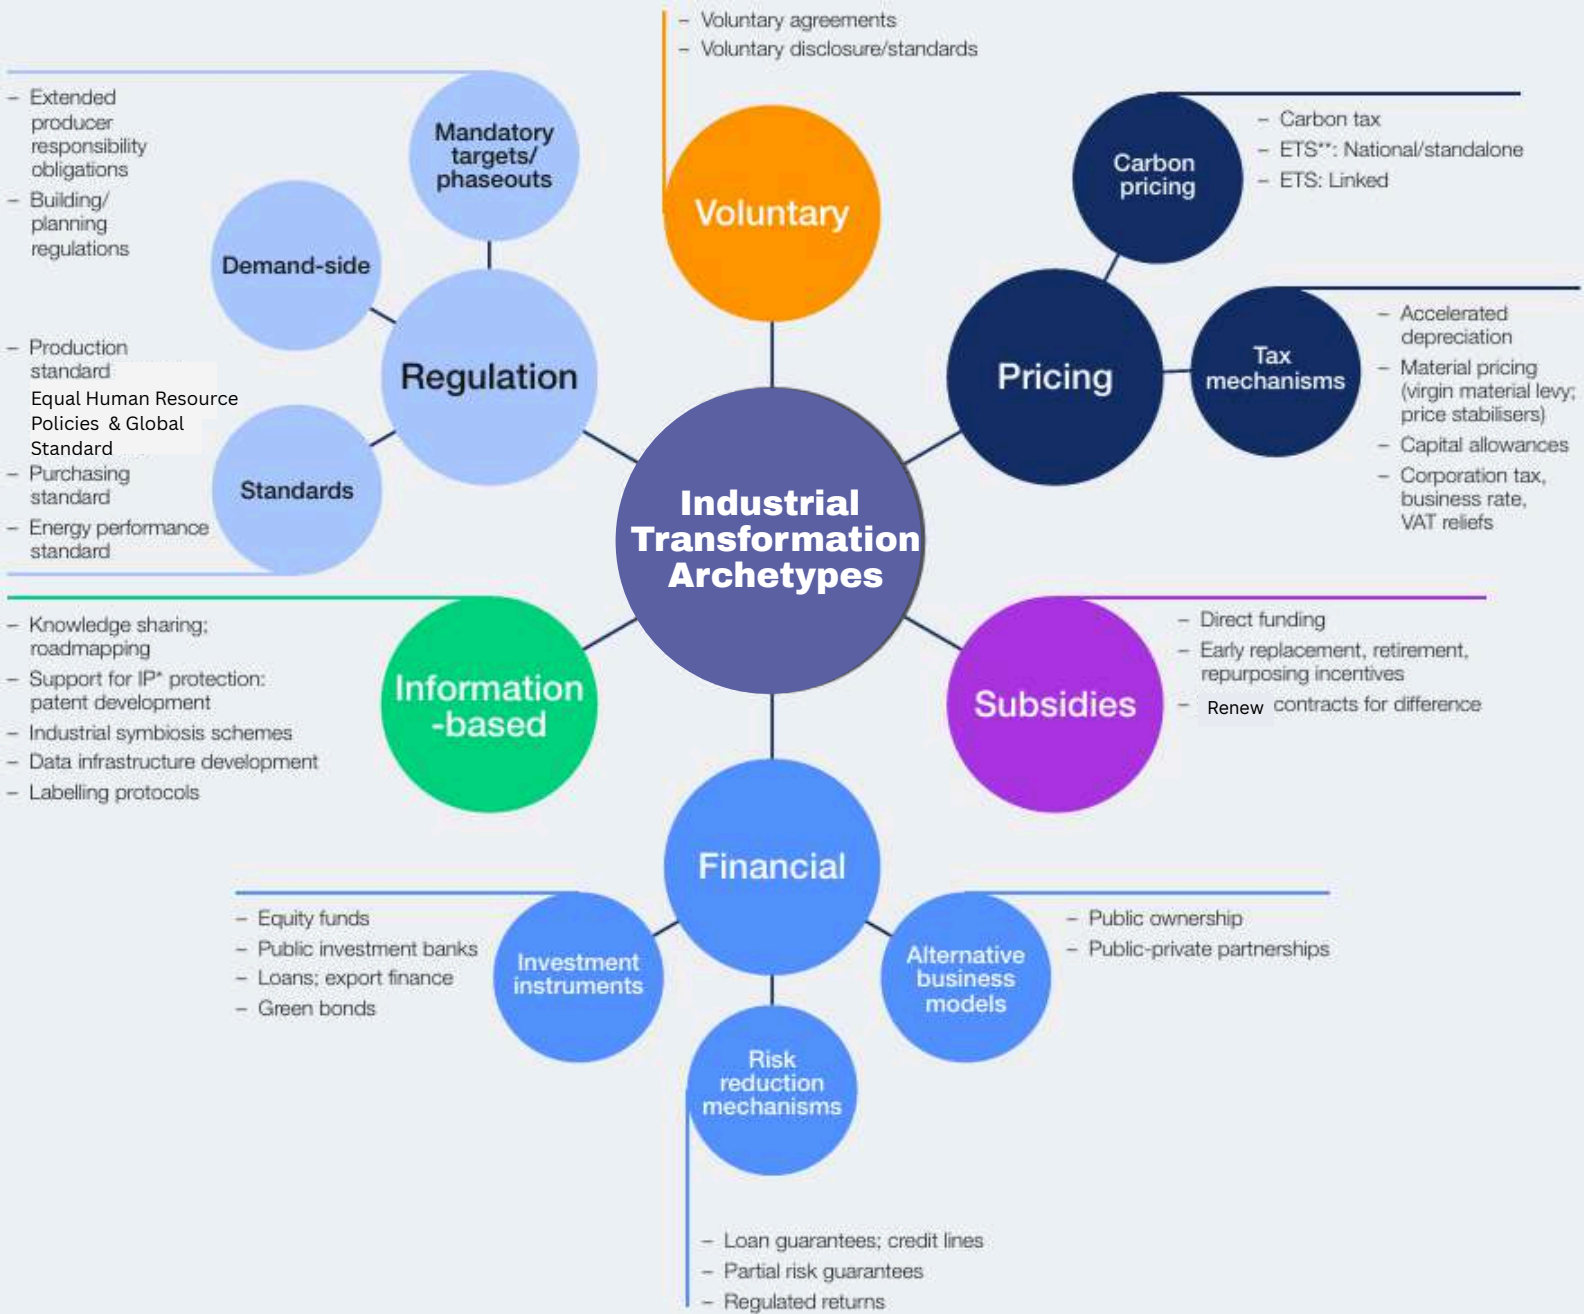 – Voluntary agreements
– Voluntary disclosure/standards
Voluntary
– Extended
producer
responsibility
obligations
– Building/
planning
regulations
Mandatory
targets/
phaseouts
Demand-side
Regulation
– Production
standard
Equal Human Resource
Policies & Global
Standard
– Purchasing
standard
– Energy performance
standard
Standards
Carbon
pricing
– Carbon tax
– ETS**: National/standalone
– ETS: Linked
Pricing
Tax
mechanisms
– Accelerated
depreciation
– Material pricing
(virgin material levy;
price stabilisers)
– Capital allowances
– Corporation tax,
business rate,
VAT reliefs
Industrial
Transformation
Archetypes
– Knowledge sharing;
roadmapping
– Support for IP* protection:
patent development
– Industrial symbiosis schemes
– Data infrastructure development
– Labelling protocols
Information
-based
Subsidies
– Direct funding
– Early replacement, retirement,
repurposing incentives
– Renew contracts for difference
Financial
– Equity funds
– Public investment banks
– Loans; export finance
– Green bonds
Investment
instruments
Alternative
business
models
– Public ownership
– Public-private partnerships
Risk
reduction
mechanisms
– Loan guarantees; credit lines
– Partial risk guarantees
– Regulated returns